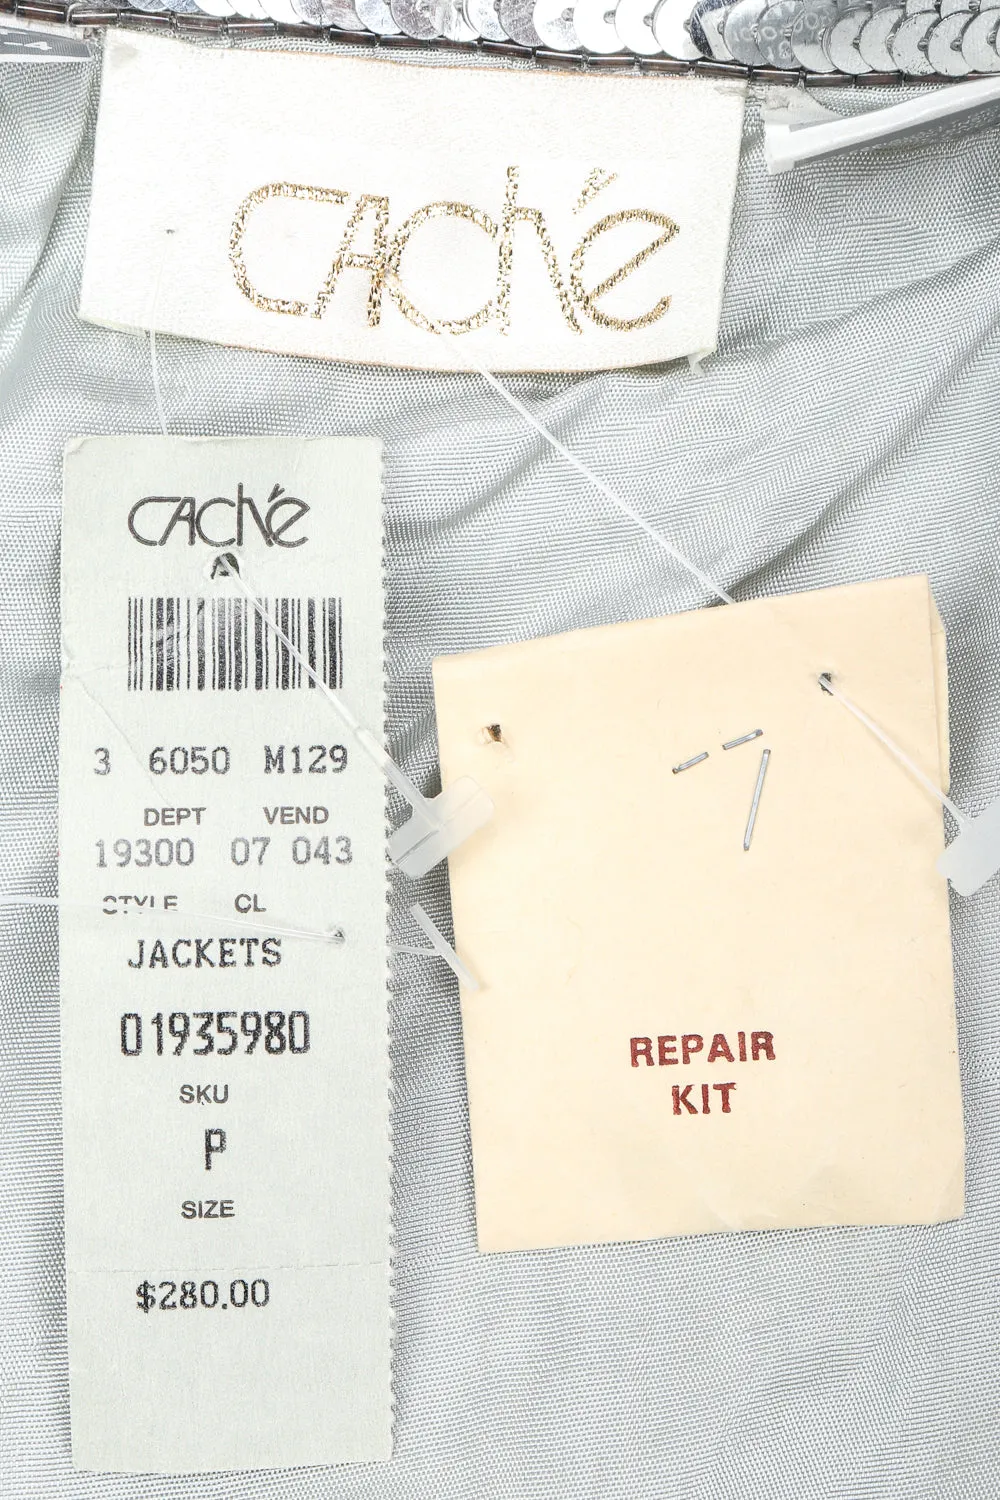 Caché
Caché
3 6050 M129
DEPT VEND
19300 07 043
STYLE CL
JACKETS
01935980
SKU
P
SIZE
$280.00
REPAIR
KIT